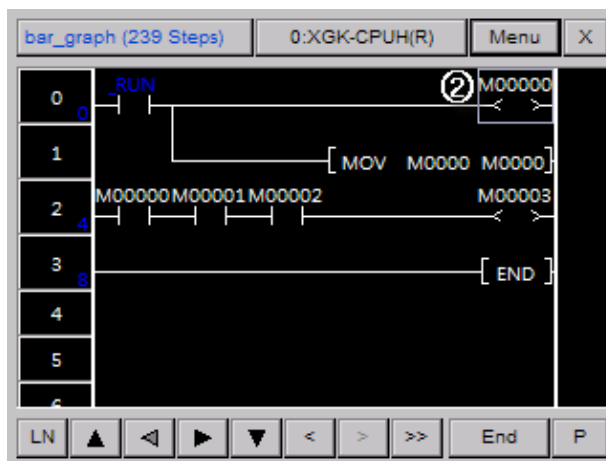 bar_graph (239 Steps) 0:XGK-CPUH(R) Menu X
0 0 _RUN ② M00000
1 MOV M0000 M0000
2 4 M00000 M00001 M00002 M00003
3 8 END
4
5
6
LN ▲ ◀ ▶ ▼ < > >> End P